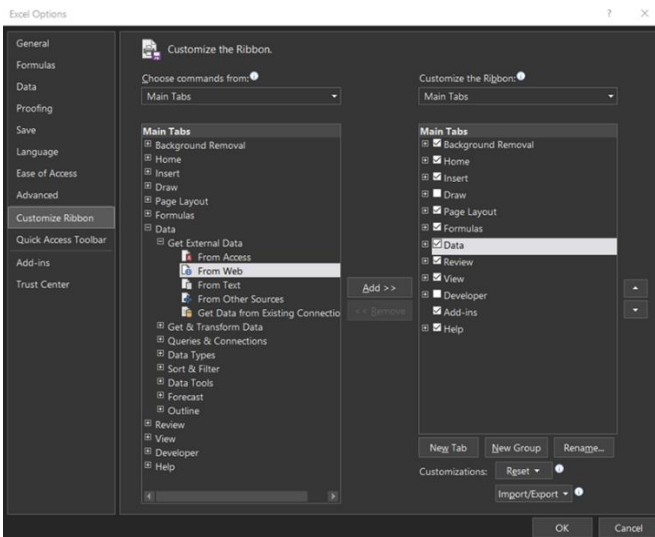 Excel Options
?
General
Formulas
Data
Proofing
Save
Language
Ease of Access
Advanced
Customize Ribbon
Quick Access Toolbar
Add-ins
Trust Center
Customize the Ribbon.
Choose commands from:
Main Tabs
Main Tabs
Background Removal
Home
Insert
Draw
Page Layout
Formulas
Data
Get External Data
From Access
From Web
From Text
From Other Sources
Get Data from Existing Connectio
Get & Transform Data
Queries & Connections
Data Types
Sort & Filter
Data Tools
Forecast
Outline
Review
View
Developer
Help
Add >>
<< Remove
Customize the Ribbon:
Main Tabs
Main Tabs
Background Removal
Home
Insert
Draw
Page Layout
Formulas
Data
Review
View
Developer
Add-ins
Help
New Tab
New Group
Rename...
Customizations:
Reset
Import/Export
OK
Cancel